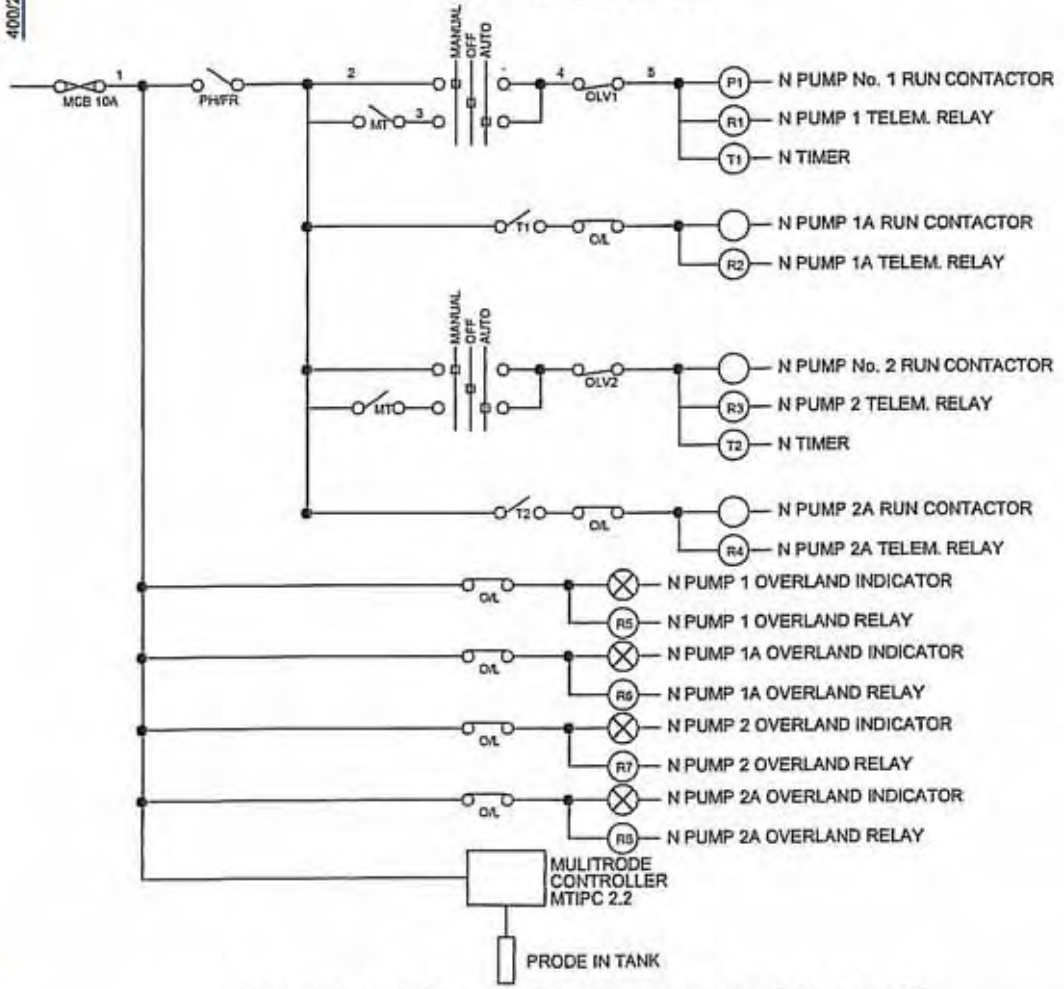 400/2
MANUAL
OFF
AUTO
1
2
4
5
MCB 10A
PH/FR
OLV1
P1 N PUMP No. 1 RUN CONTACTOR
MT
3
R1 N PUMP 1 TELEM. RELAY
T1 N TIMER
T1
O/L
N PUMP 1A RUN CONTACTOR
R2 N PUMP 1A TELEM. RELAY
MANUAL
OFF
AUTO
OLV2
N PUMP No. 2 RUN CONTACTOR
MT
R3 N PUMP 2 TELEM. RELAY
T2 N TIMER
T2
O/L
N PUMP 2A RUN CONTACTOR
R4 N PUMP 2A TELEM. RELAY
O/L
N PUMP 1 OVERLAND INDICATOR
R5 N PUMP 1 OVERLAND RELAY
O/L
N PUMP 1A OVERLAND INDICATOR
R6 N PUMP 1A OVERLAND RELAY
O/L
N PUMP 2 OVERLAND INDICATOR
R7 N PUMP 2 OVERLAND RELAY
O/L
N PUMP 2A OVERLAND INDICATOR
R8 N PUMP 2A OVERLAND RELAY
MULITRODE
CONTROLLER
MTIPC 2.2
PRODE IN TANK